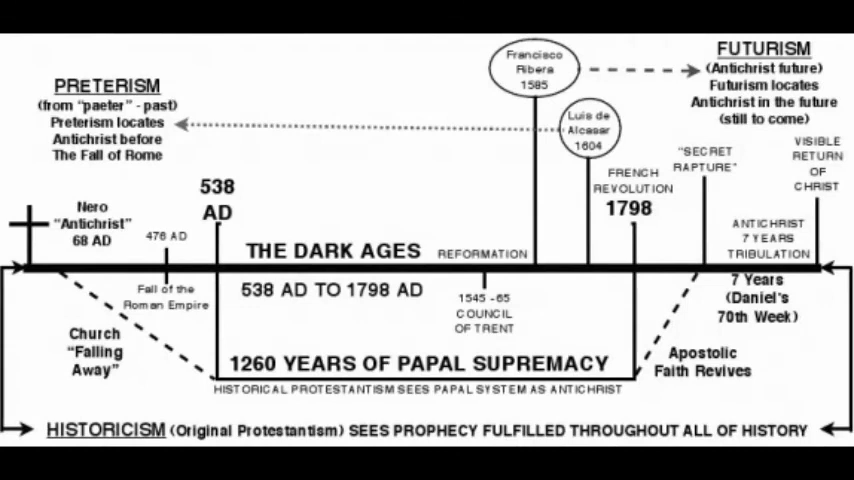 PRETERISM
(from "paeter" - past)
Preterism locates
Antichrist before
The Fall of Rome
Francisco
Ribera
1585
FUTURISM
(Antichrist future)
Futurism locates
Antichrist in the future
(still to come)
Luis de
Alcasar
1604
Nero
"Antichrist"
68 AD
476 AD
538
AD
FRENCH
REVOLUTION
1798
"SECRET
RAPTURE"
VISIBLE
RETURN
OF
CHRIST
ANTICHRIST
7 YEARS
TRIBULATION
THE DARK AGES
REFORMATION
Fall of the
Roman Empire
538 AD TO 1798 AD
1545 -65
COUNCIL
OF TRENT
7 Years
(Daniel's
70th Week)
Church
"Falling
Away"
1260 YEARS OF PAPAL SUPREMACY
HISTORICAL PROTESTANTISM SEES PAPAL SYSTEM AS ANTICHRIST
Apostolic
Faith Revives
HISTORICISM (Original Protestantism) SEES PROPHECY FULFILLED THROUGHOUT ALL OF HISTORY